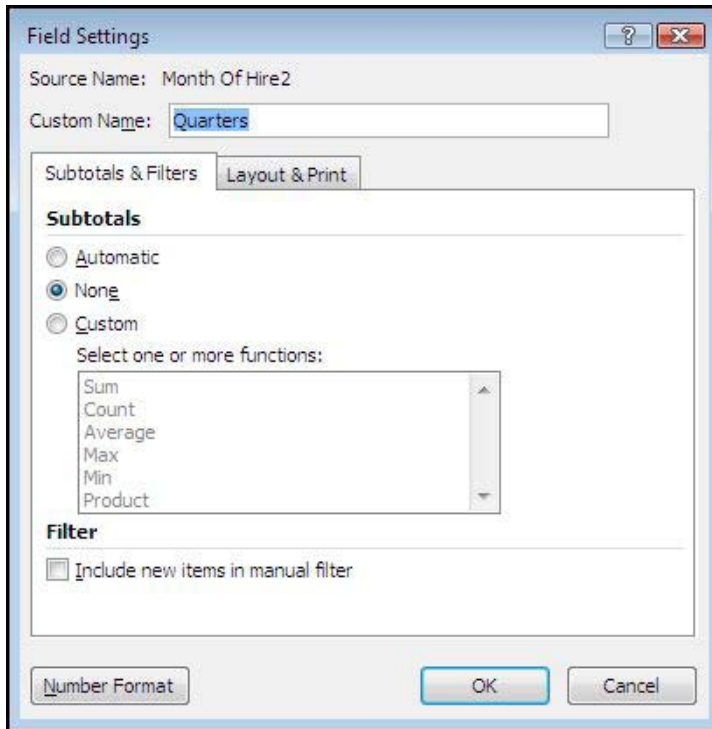 Field Settings
Source Name: Month Of Hire2
Custom Name: Quarters
Subtotals & Filters Layout & Print
Subtotals
Automatic
None
Custom
Select one or more functions:
Sum
Count
Average
Max
Min
Product
Filter
Include new items in manual filter
Number Format OK Cancel